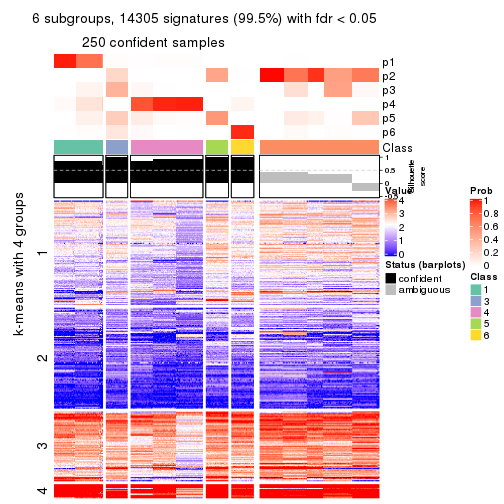 6 subgroups, 14305 signatures (99.5%) with fdr < 0.05
250 confident samples
p1
p2
p3
p4
p5
p6
Class
1
0.5
0
-0.5
Silhouette
score
k-means with 4 groups
1
2
3
4
Value
4
3
2
1
0
Status (barplots)
confident
ambiguous
Prob
1
0.8
0.6
0.4
0.2
0
Class
1
3
4
5
6